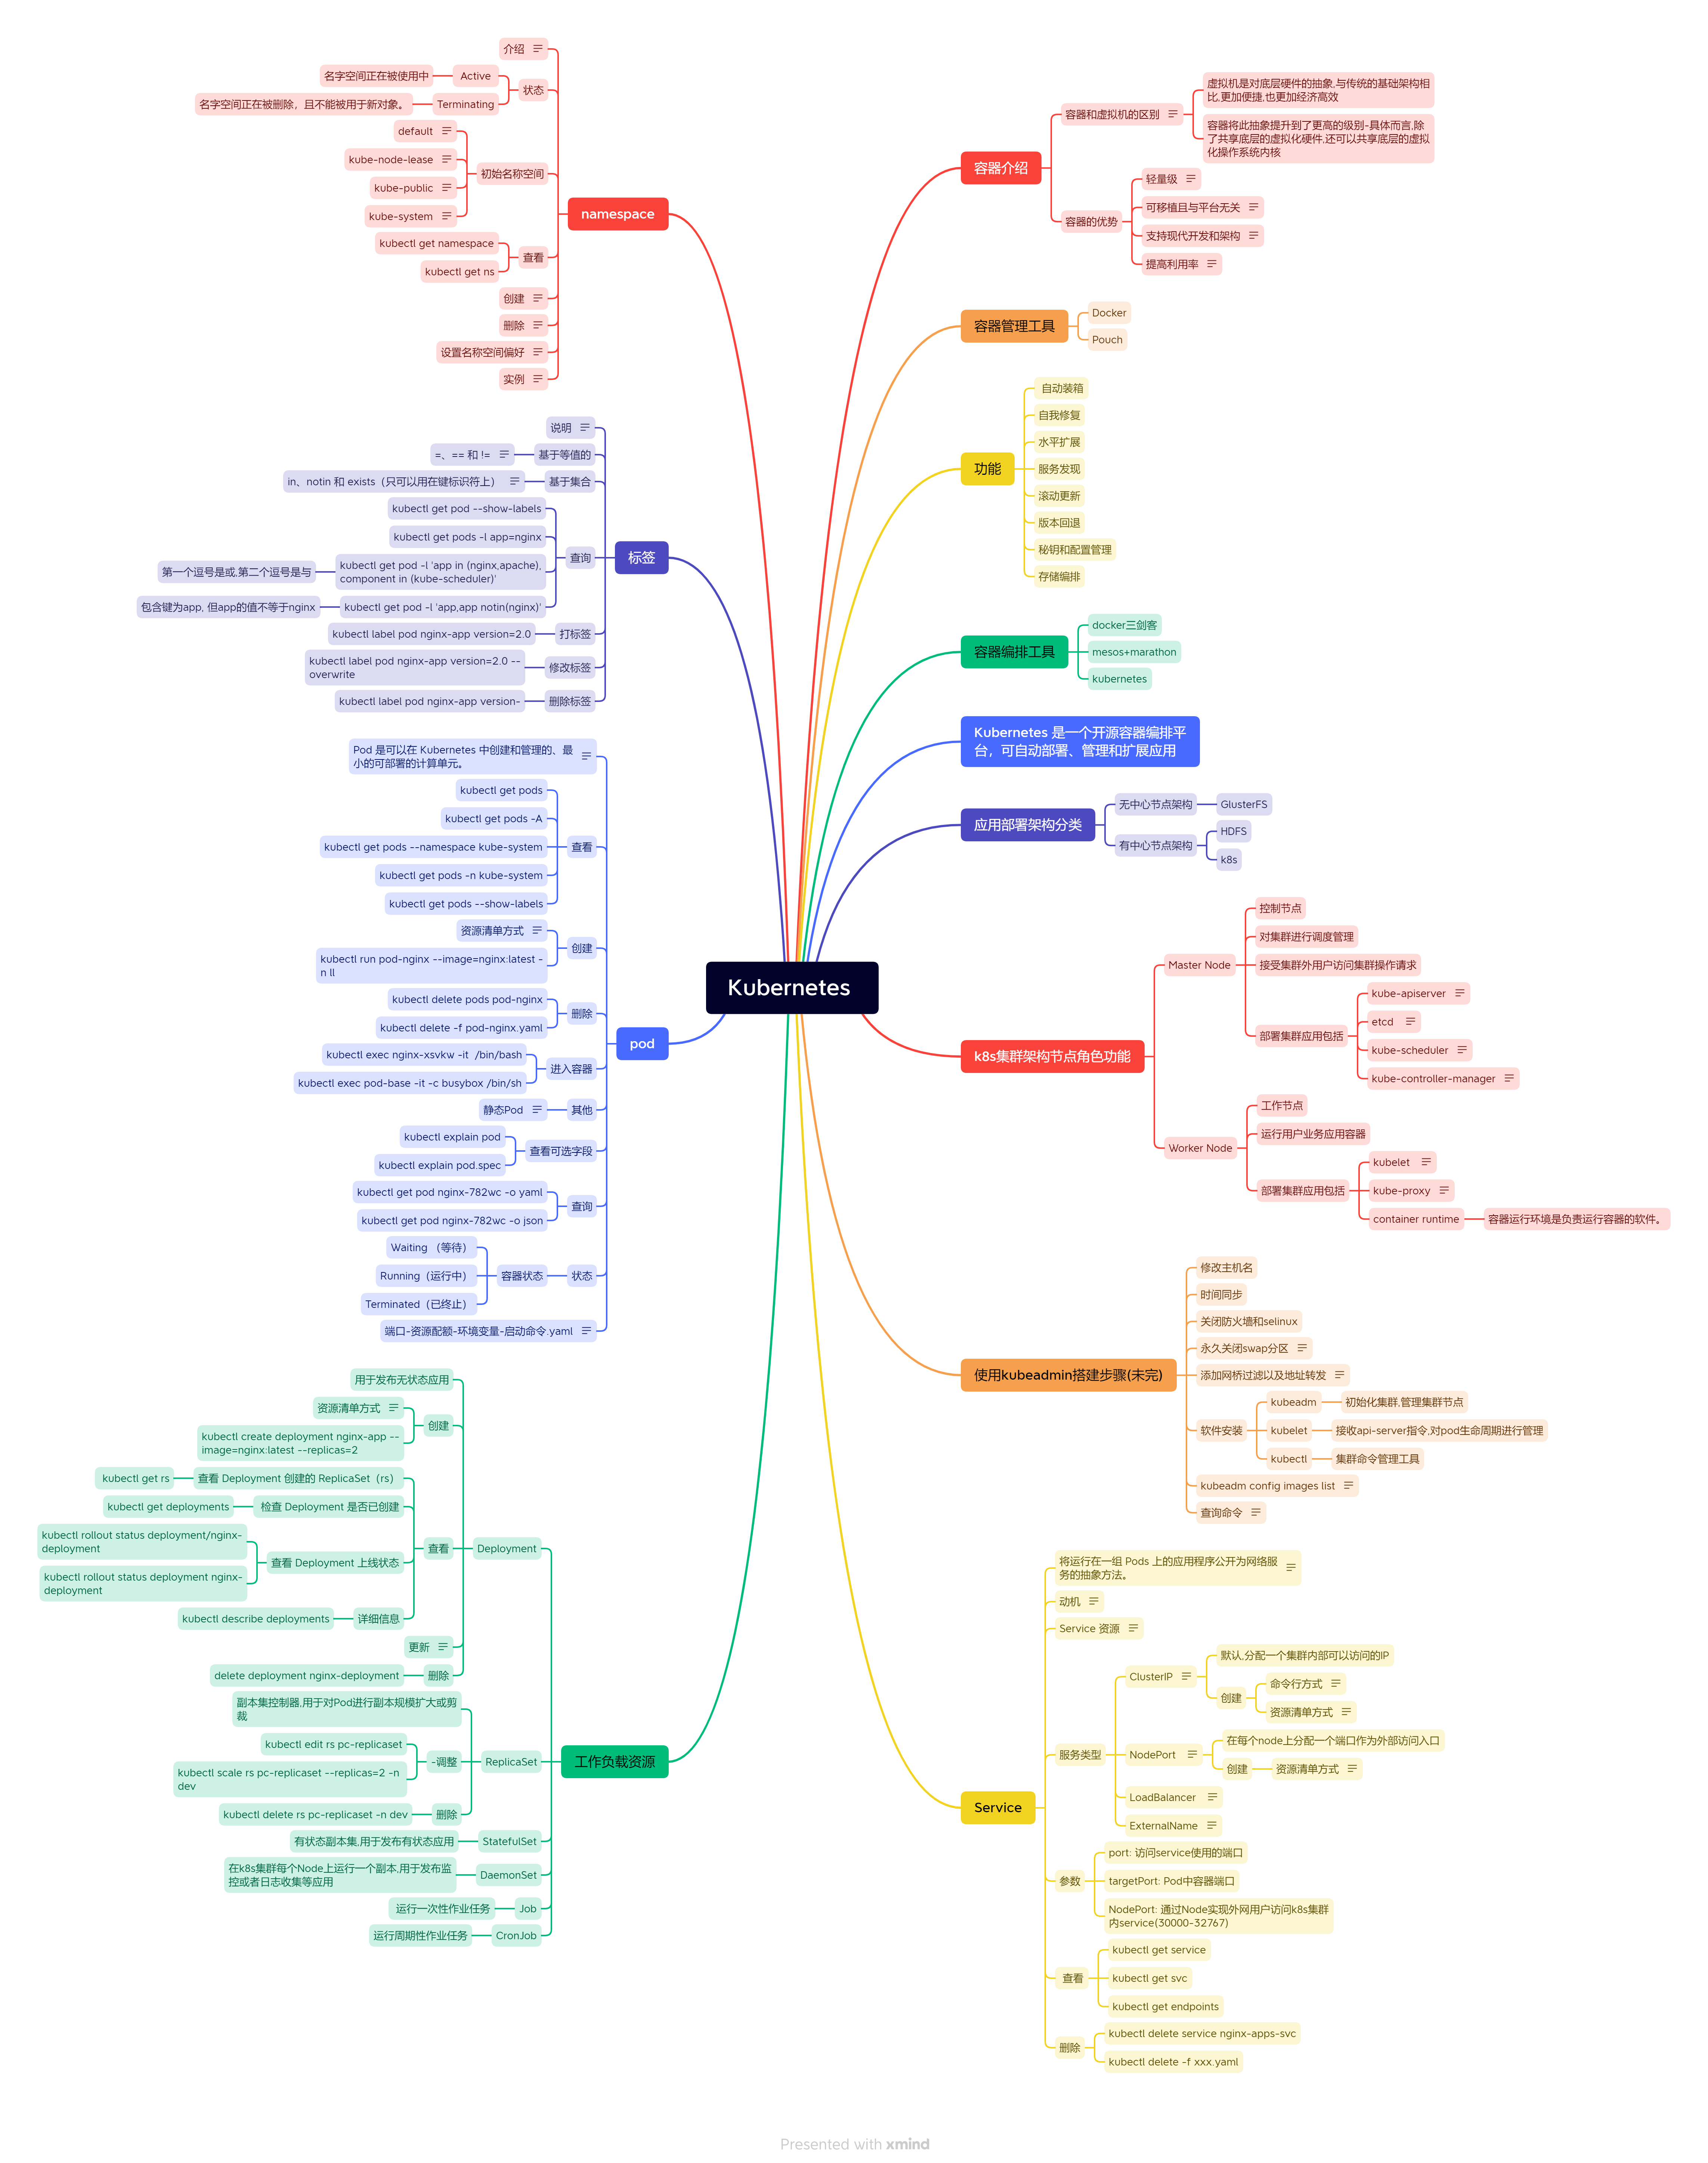 Kubernetes
容器介绍
容器和虚拟机的区别
虚拟机是对底层硬件的抽象,与传统的基础架构相
比,更加便捷,也更加经济高效
容器将此抽象提升到了更高的级别-具体而言,除
了共享底层的虚拟化硬件,还可以共享底层的虚拟
化操作系统内核
容器的优势
轻量级
可移植且与平台无关
支持现代开发和架构
提高利用率
容器管理工具
Docker
Pouch
功能
自动装箱
自我修复
水平扩展
服务发现
滚动更新
版本回退
秘钥和配置管理
存储编排
容器编排工具
docker三剑客
mesos+marathon
kubernetes
Kubernetes 是一个开源容器编排平
台，可自动部署、管理和扩展应用
应用部署架构分类
无中心节点架构
GlusterFS
有中心节点架构
HDFS
k8s
k8s集群架构节点角色功能
Master Node
控制节点
对集群进行调度管理
接受集群外用户访问集群操作请求
部署集群应用包括
kube-apiserver
etcd
kube-scheduler
kube-controller-manager
Worker Node
工作节点
运行用户业务应用容器
部署集群应用包括
kubelet
kube-proxy
container runtime
容器运行环境是负责运行容器的软件。
使用kubeadmin搭建步骤(未完)
修改主机名
时间同步
关闭防火墙和selinux
永久关闭swap分区
添加网桥过滤以及地址转发
软件安装
kubeadm
初始化集群,管理集群节点
kubelet
接收api-server指令,对pod生命周期进行管理
kubectl
集群命令管理工具
kubeadm config images list
查询命令
Service
将运行在一组 Pods 上的应用程序公开为网络服
务的抽象方法。
动机
Service 资源
服务类型
ClusterIP
默认,分配一个集群内部可以访问的IP
创建
命令行方式
资源清单方式
NodePort
在每个node上分配一个端口作为外部访问入口
创建
资源清单方式
LoadBalancer
ExternalName
参数
port: 访问service使用的端口
targetPort: Pod中容器端口
NodePort: 通过Node实现外网用户访问k8s集群
内service(30000-32767)
查看
kubectl get service
kubectl get svc
kubectl get endpoints
删除
kubectl delete service nginx-apps-svc
kubectl delete -f xxx.yaml
namespace
介绍
状态
Active
名字空间正在被使用中
Terminating
名字空间正在被删除，且不能被用于新对象。
初始名称空间
default
kube-node-lease
kube-public
kube-system
查看
kubectl get namespace
kubectl get ns
创建
删除
设置名称空间偏好
实例
标签
说明
基于等值的
=、== 和 !=
基于集合
in、notin 和 exists（只可以用在键标识符上）
查询
kubectl get pod --show-labels
kubectl get pods -l app=nginx
kubectl get pod -l 'app in (nginx,apache),
component in (kube-scheduler)'
第一个逗号是或,第二个逗号是与
kubectl get pod -l 'app,app notin(nginx)'
包含键为app, 但app的值不等于nginx
打标签
kubectl label pod nginx-app version=2.0
修改标签
kubectl label pod nginx-app version=2.0 --
overwrite
删除标签
kubectl label pod nginx-app version-
pod
Pod 是可以在 Kubernetes 中创建和管理的、最
小的可部署的计算单元。
查看
kubectl get pods
kubectl get pods -A
kubectl get pods --namespace kube-system
kubectl get pods -n kube-system
kubectl get pods --show-labels
创建
资源清单方式
kubectl run pod-nginx --image=nginx:latest -
n ll
删除
kubectl delete pods pod-nginx
kubectl delete -f pod-nginx.yaml
进入容器
kubectl exec nginx-xsvkw -it /bin/bash
kubectl exec pod-base -it -c busybox /bin/sh
其他
静态Pod
查看可选字段
kubectl explain pod
kubectl explain pod.spec
查询
kubectl get pod nginx-782wc -o yaml
kubectl get pod nginx-782wc -o json
状态
容器状态
Waiting （等待）
Running（运行中）
Terminated（已终止）
端口-资源配额-环境变量-启动命令.yaml
工作负载资源
Deployment
用于发布无状态应用
创建
资源清单方式
kubectl create deployment nginx-app --
image=nginx:latest --replicas=2
查看
查看 Deployment 创建的 ReplicaSet（rs）
kubectl get rs
检查 Deployment 是否已创建
kubectl get deployments
查看 Deployment 上线状态
kubectl rollout status deployment/nginx-
deployment
kubectl rollout status deployment nginx-
deployment
详细信息
kubectl describe deployments
更新
删除
delete deployment nginx-deployment
ReplicaSet
副本集控制器,用于对Pod进行副本规模扩大或剪
裁
-调整
kubectl edit rs pc-replicaset
kubectl scale rs pc-replicaset --replicas=2 -n
dev
删除
kubectl delete rs pc-replicaset -n dev
StatefulSet
有状态副本集,用于发布有状态应用
DaemonSet
在k8s集群每个Node上运行一个副本,用于发布监
控或者日志收集等应用
Job
运行一次性作业任务
CronJob
运行周期性作业任务
Presented with xmind